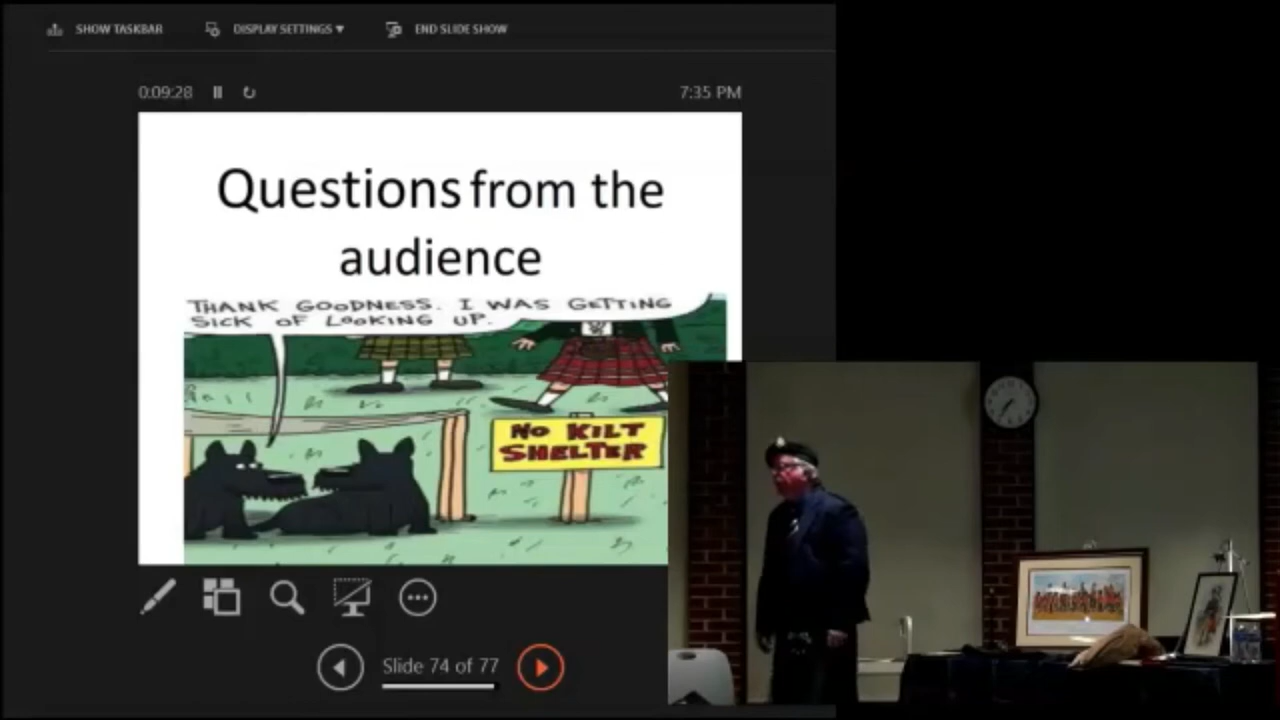 SHOW TASKBAR DISPLAY SETTINGS ▾ END SLIDE SHOW
0:09:28 7:35 PM
Questions from the
audience
THANK GOODNESS. I WAS GETTING
SICK OF LOOKING UP.
NO KILT
SHELTER
Slide 74 of 77